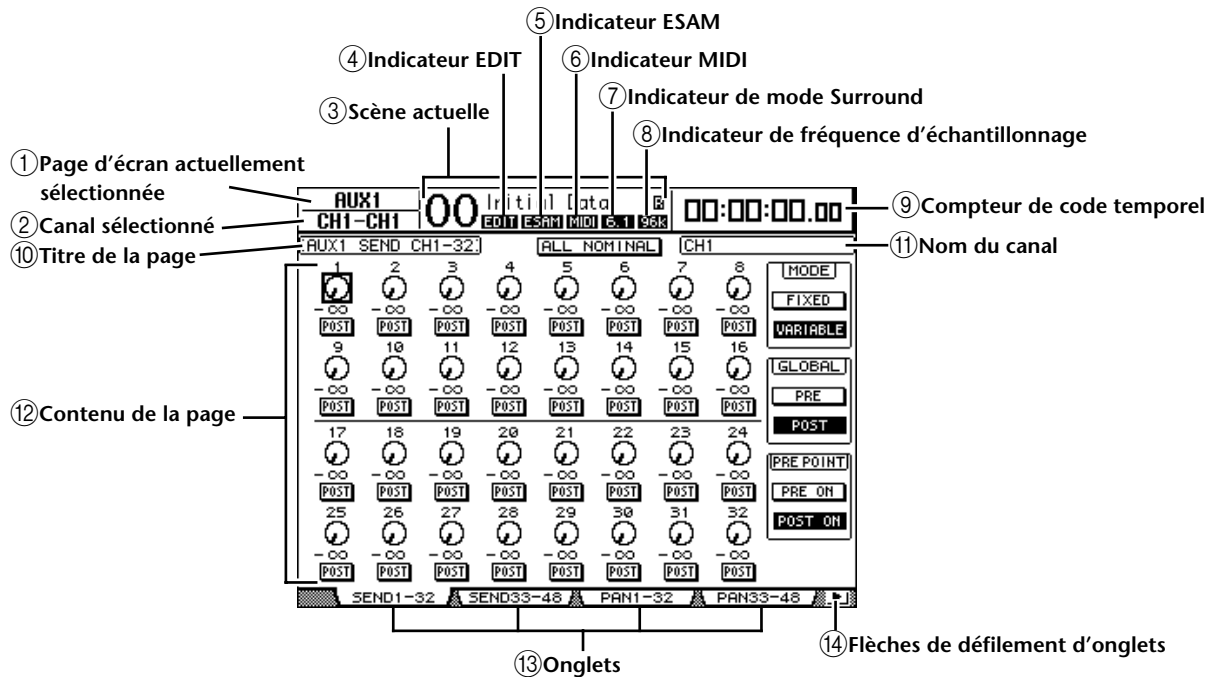 ⑤Indicateur ESAM
④Indicateur EDIT
⑥Indicateur MIDI
⑦Indicateur de mode Surround
③Scène actuelle
⑧Indicateur de fréquence d'échantillonnage
①Page d'écran actuellement
sélectionnée
AUX1
00 Initial Data R
00:00:00.00
⑨Compteur de code temporel
②Canal sélectionné
CH1-CH1
EDIT ESAM MIDI 6.1 96k
⑩Titre de la page
AUX1 SEND CH1-32
ALL NOMINAL
CH1
⑪Nom du canal
1 2 3 4 5 6 7 8
MODE
FIXED
-∞ -∞ -∞ -∞ -∞ -∞ -∞ -∞
POST POST POST POST POST POST POST POST
VARIABLE
9 10 11 12 13 14 15 16
GLOBAL
PRE
-∞ -∞ -∞ -∞ -∞ -∞ -∞ -∞
POST POST POST POST POST POST POST POST
⑫Contenu de la page
POST
17 18 19 20 21 22 23 24
PRE POINT
-∞ -∞ -∞ -∞ -∞ -∞ -∞ -∞
POST POST POST POST POST POST POST POST
PRE ON
25 26 27 28 29 30 31 32
POST ON
-∞ -∞ -∞ -∞ -∞ -∞ -∞ -∞
POST POST POST POST POST POST POST POST
SEND1-32 SEND33-48 PAN1-32 PAN33-48
⑬Onglets
⑭Flèches de défilement d'onglets